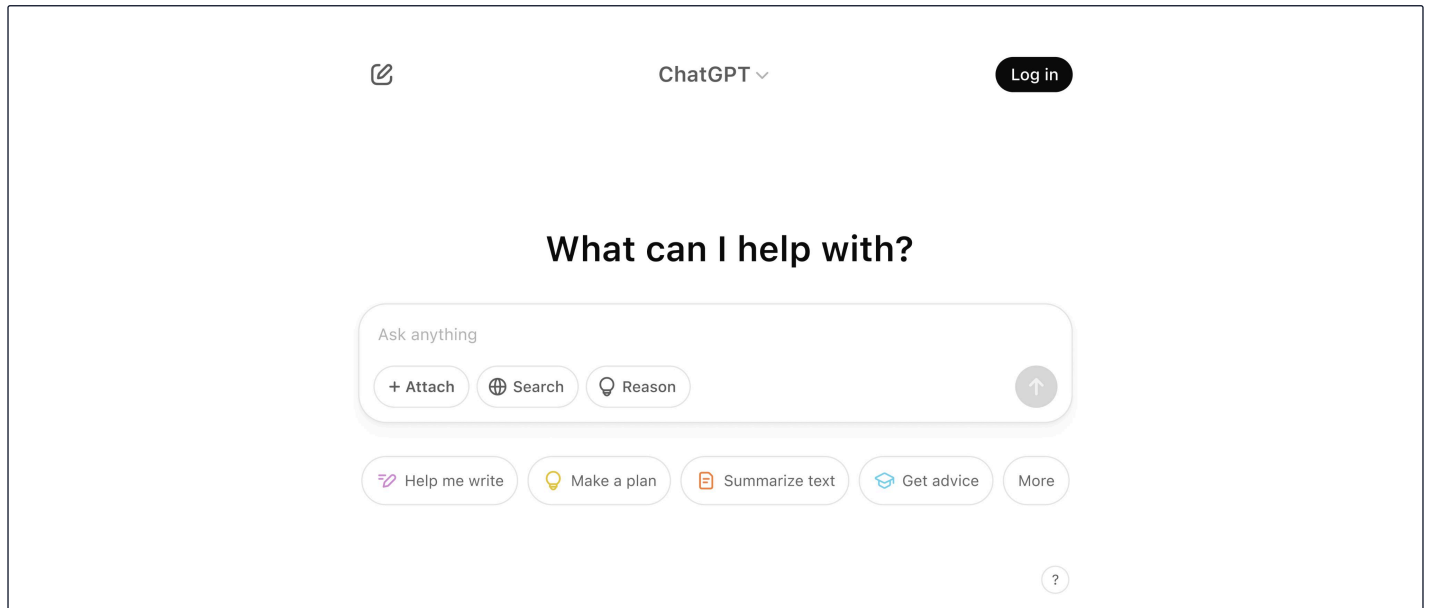 ChatGPT
Log in
What can I help with?
Ask anything
+ Attach
Search
Reason
Help me write
Make a plan
Summarize text
Get advice
More
?